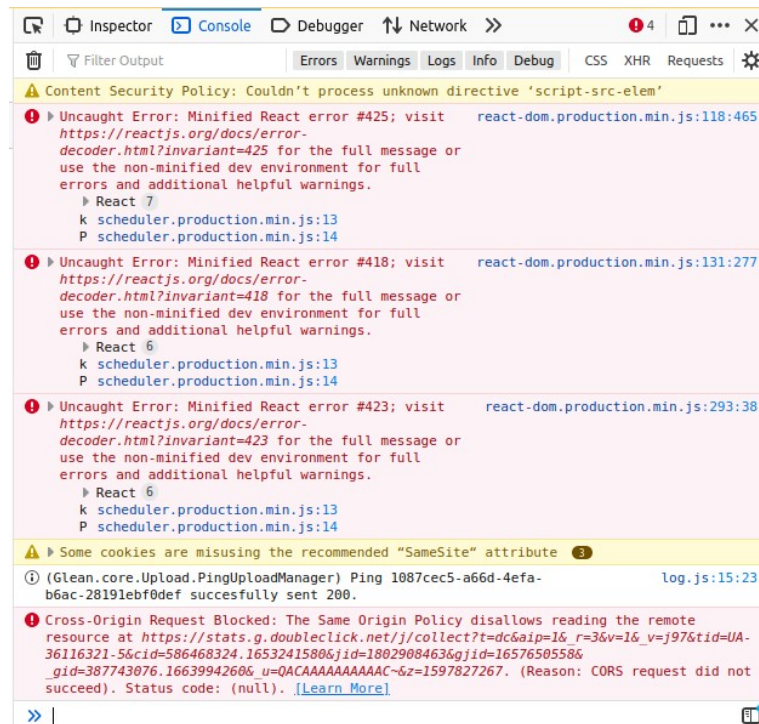 Inspector Console Debugger Network 4
Filter Output Errors Warnings Logs Info Debug CSS XHR Requests
Content Security Policy: Couldn’t process unknown directive ‘script-src-elem’
Uncaught Error: Minified React error #425; visit react-dom.production.min.js:118:465
https://reactjs.org/docs/error-
decoder.html?invariant=425 for the full message or
use the non-minified dev environment for full
errors and additional helpful warnings.
React 7
k scheduler.production.min.js:13
P scheduler.production.min.js:14
Uncaught Error: Minified React error #418; visit react-dom.production.min.js:131:277
https://reactjs.org/docs/error-
decoder.html?invariant=418 for the full message or
use the non-minified dev environment for full
errors and additional helpful warnings.
React 6
k scheduler.production.min.js:13
P scheduler.production.min.js:14
Uncaught Error: Minified React error #423; visit react-dom.production.min.js:293:38
https://reactjs.org/docs/error-
decoder.html?invariant=423 for the full message or
use the non-minified dev environment for full
errors and additional helpful warnings.
React 6
k scheduler.production.min.js:13
P scheduler.production.min.js:14
Some cookies are misusing the recommended “SameSite“ attribute 3
(Glean.core.Upload.PingUploadManager) Ping 1087cec5-a66d-4efa- log.js:15:23
b6ac-28191ebf0def succesfully sent 200.
Cross-Origin Request Blocked: The Same Origin Policy disallows reading the remote
resource at https://stats.g.doubleclick.net/j/collect?t=dc&aip=1&_r=3&v=1&_v=j97&tid=UA-
36116321-5&cid=586468324.1653241580&jid=1802908463&gjid=1657650558&
_gid=387743076.1663994260&_u=QACAAAAAAAAAAC~&z=1597827267. (Reason: CORS request did not
succeed). Status code: (null). [Learn More]